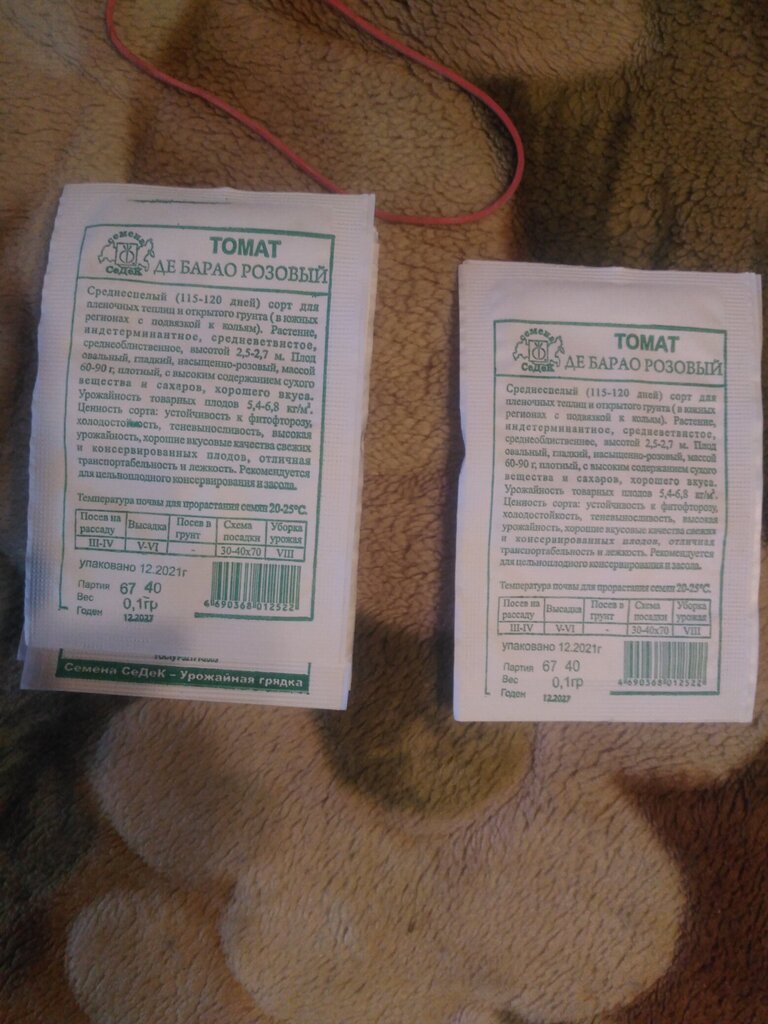 семена
СеДеК
ТОМАТ
ДЕ БАРАО РОЗОВЫЙ
Среднеспелый (115-120 дней) сорт для
пленочных теплиц и открытого грунта ( в южных
регионах с подвязкой к кольям). Растение,
индетерминантное, средневетвистое,
среднеоблиственное, высотой 2,5-2,7 м. Плод
овальный, гладкий, насыщенно-розовый, массой
60-90 г, плотный, с высоким содержанием сухого
вещества и сахаров, хорошего вкуса.
Урожайность товарных плодов 5,4-6,8 кг/м².
Ценность сорта: устойчивость к фитофторозу,
холодостойкость, теневыносливость, высокая
урожайность, хорошие вкусовые качества свежих
и консервированных плодов, отличная
транспортабельность и лежкость. Рекомендуется
для цельноплодного консервирования и засола.
Температура почвы для прорастания семян 20-25°С.
Посев на рассаду Высадка Посев в грунт Схема посадки Уборка урожая
III-IV V-VI - 30-40x70 VIII
упаковано 12.2021г
Партия 67 40
Вес 0,1гр
Годен 12.2027
4 690368 012522
Семена СеДеК – Урожайная грядка
семена
СеДеК
ТОМАТ
ДЕ БАРАО РОЗОВЫЙ
Среднеспелый (115-120 дней) сорт для
пленочных теплиц и открытого грунта ( в южных
регионах с подвязкой к кольям). Растение,
индетерминантное, средневетвистое,
среднеоблиственное, высотой 2,5-2,7 м. Плод
овальный, гладкий, насыщенно-розовый, массой
60-90 г, плотный, с высоким содержанием сухого
вещества и сахаров, хорошего вкуса.
Урожайность товарных плодов 5,4-6,8 кг/м².
Ценность сорта: устойчивость к фитофторозу,
холодостойкость, теневыносливость, высокая
урожайность, хорошие вкусовые качества свежих
и консервированных плодов, отличная
транспортабельность и лежкость. Рекомендуется
для цельноплодного консервирования и засола.
Температура почвы для прорастания семян 20-25°С.
Посев на рассаду Высадка Посев в грунт Схема посадки Уборка урожая
III-IV V-VI - 30-40x70 VIII
упаковано 12.2021г
Партия 67 40
Вес 0,1гр
Годен 12.2027
4 690368 012522